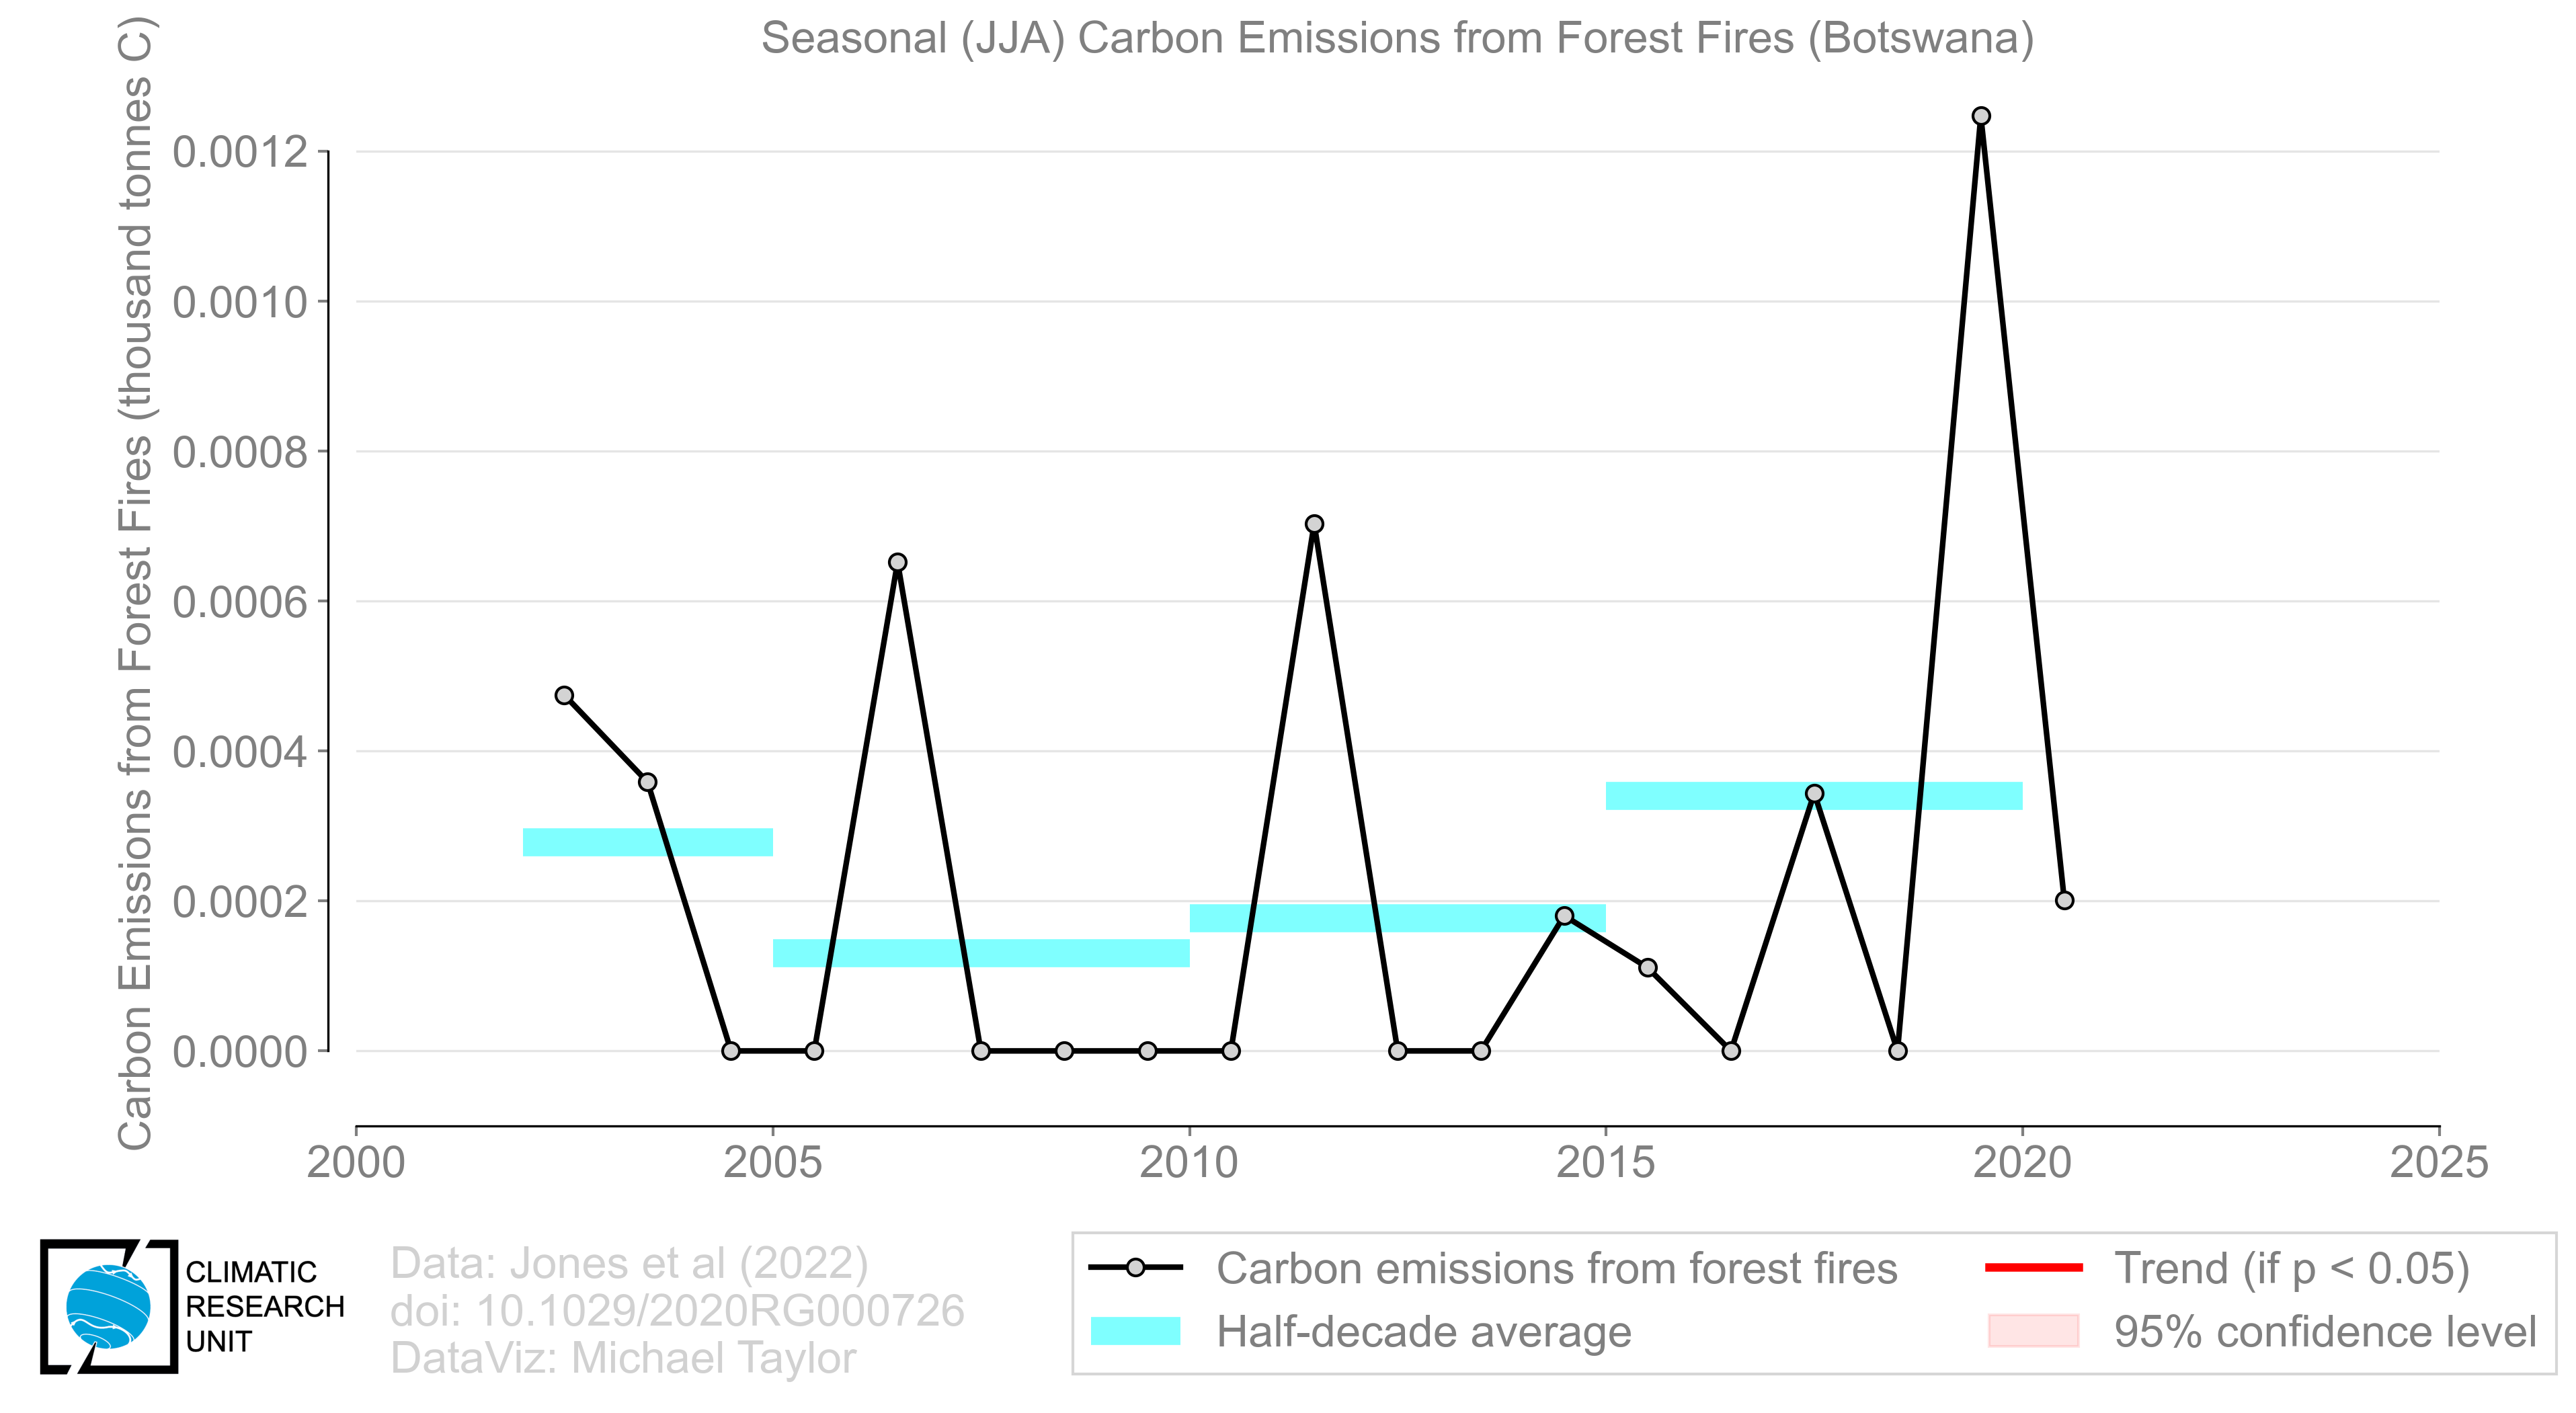 Seasonal (JJA) Carbon Emissions from Forest Fires (Botswana)
Carbon Emissions from Forest Fires (thousand tonnes C)
0.0012
0.0010
0.0008
0.0006
0.0004
0.0002
0.0000
2000 2005 2010 2015 2020 2025
CLIMATIC
RESEARCH
UNIT
Data: Jones et al (2022)
doi: 10.1029/2020RG000726
DataViz: Michael Taylor
Carbon emissions from forest fires
Half-decade average
Trend (if p < 0.05)
95% confidence level